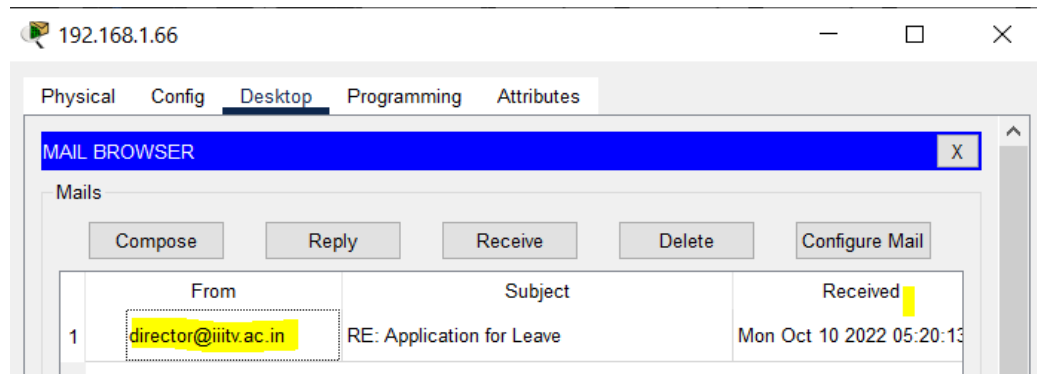 192.168.1.66
Physical Config Desktop Programming Attributes
MAIL BROWSER X
Mails
Compose Reply Receive Delete Configure Mail
From Subject Received
1 director@iiitv.ac.in RE: Application for Leave Mon Oct 10 2022 05:20:13